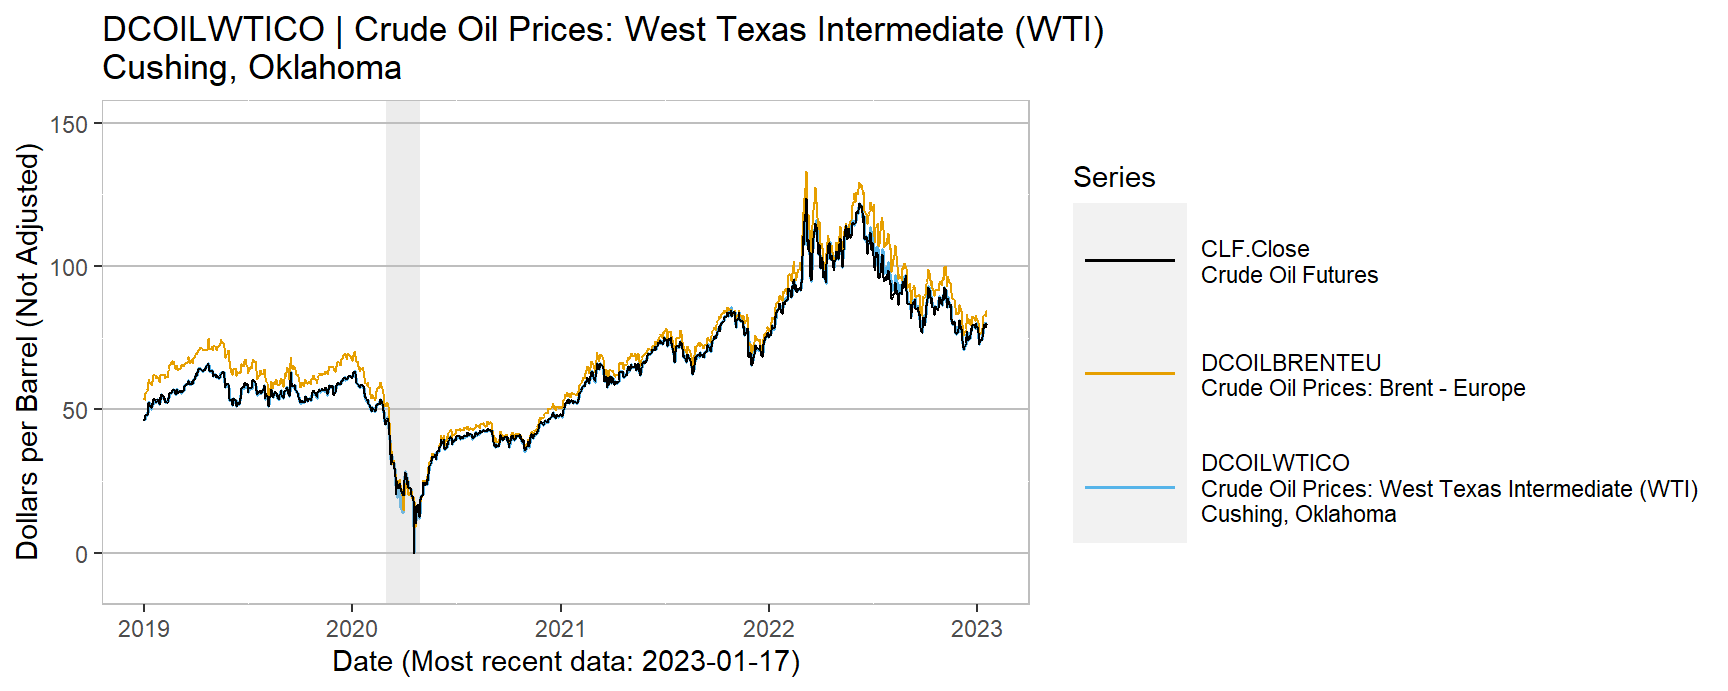 DCOILWTICO | Crude Oil Prices: West Texas Intermediate (WTI)
Cushing, Oklahoma
Dollars per Barrel (Not Adjusted)
150
100
50
0
2019
2020
2021
2022
2023
Date (Most recent data: 2023-01-17)
Series
CLF.Close
Crude Oil Futures
DCOILBRENTEU
Crude Oil Prices: Brent - Europe
DCOILWTICO
Crude Oil Prices: West Texas Intermediate (WTI)
Cushing, Oklahoma